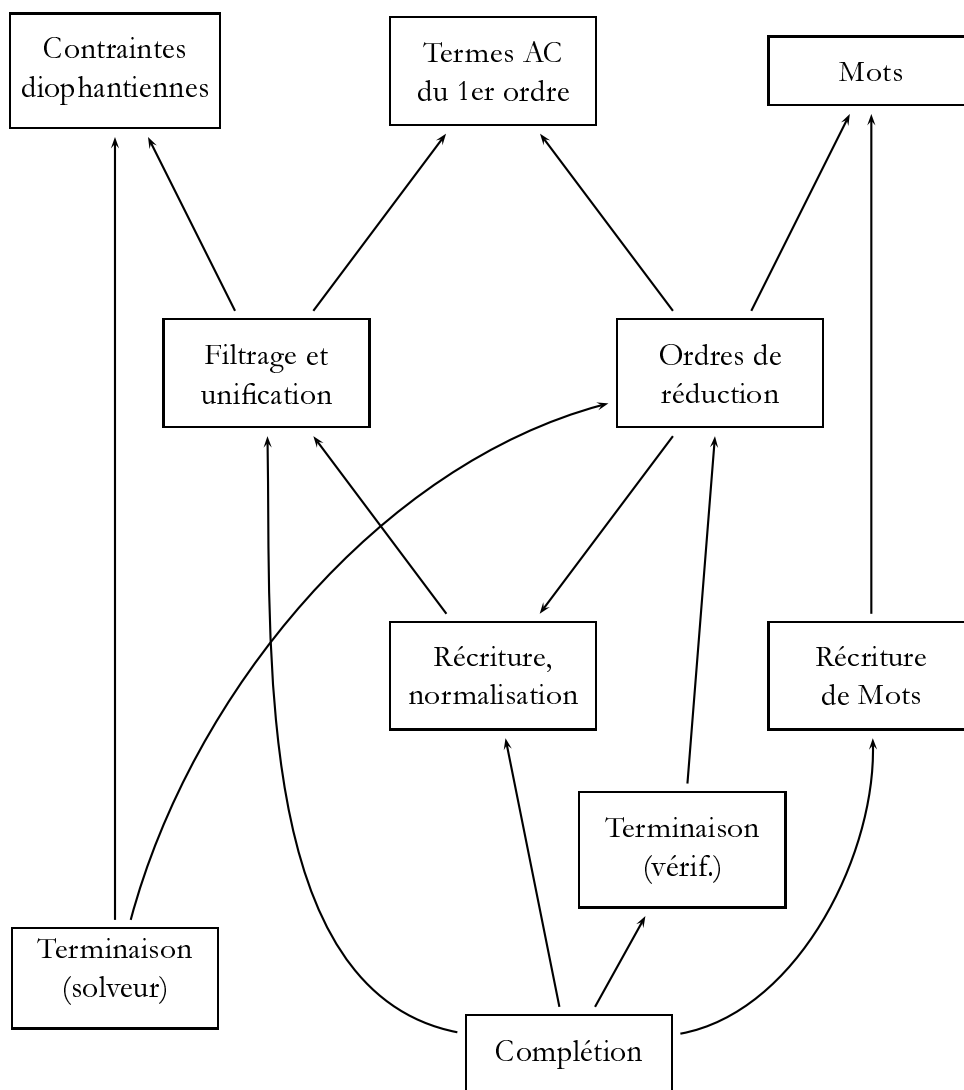 Contraintes
diophantiennes
Termes AC
du 1er ordre
Mots
Filtrage et
unification
Ordres de
réduction
Récriture,
normalisation
Récriture
de Mots
Terminaison
(vérif.)
Terminaison
(solveur)
Complétion